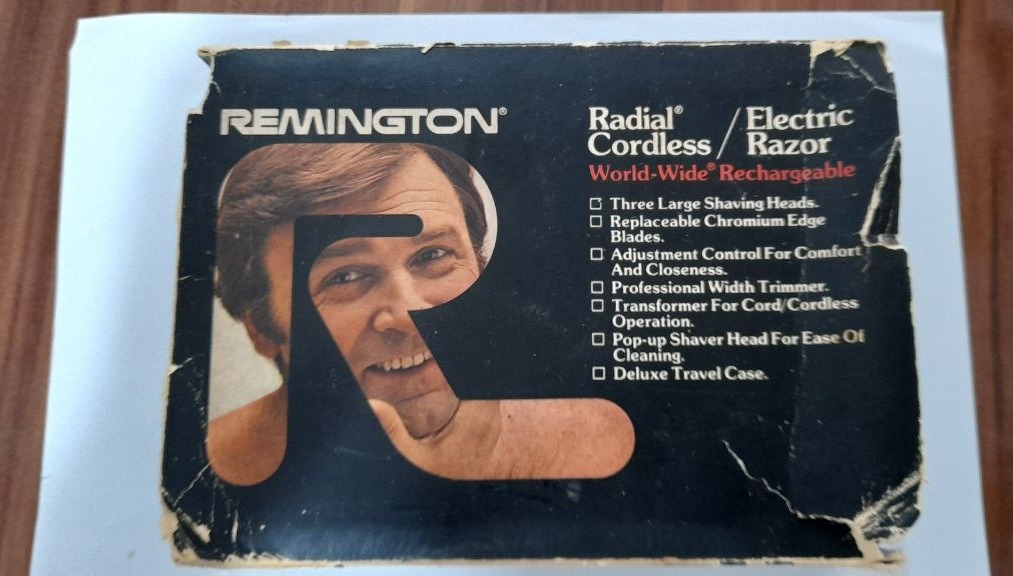 REMINGTON®
Radial® Cordless / Electric Razor
World-Wide® Rechargeable
☐ Three Large Shaving Heads.
☐ Replaceable Chromium Edge
Blades.
☐ Adjustment Control For Comfort
And Closeness.
☐ Professional Width Trimmer.
☐ Transformer For Cord/Cordless
Operation.
☐ Pop-up Shaver Head For Ease Of
Cleaning.
☐ Deluxe Travel Case.